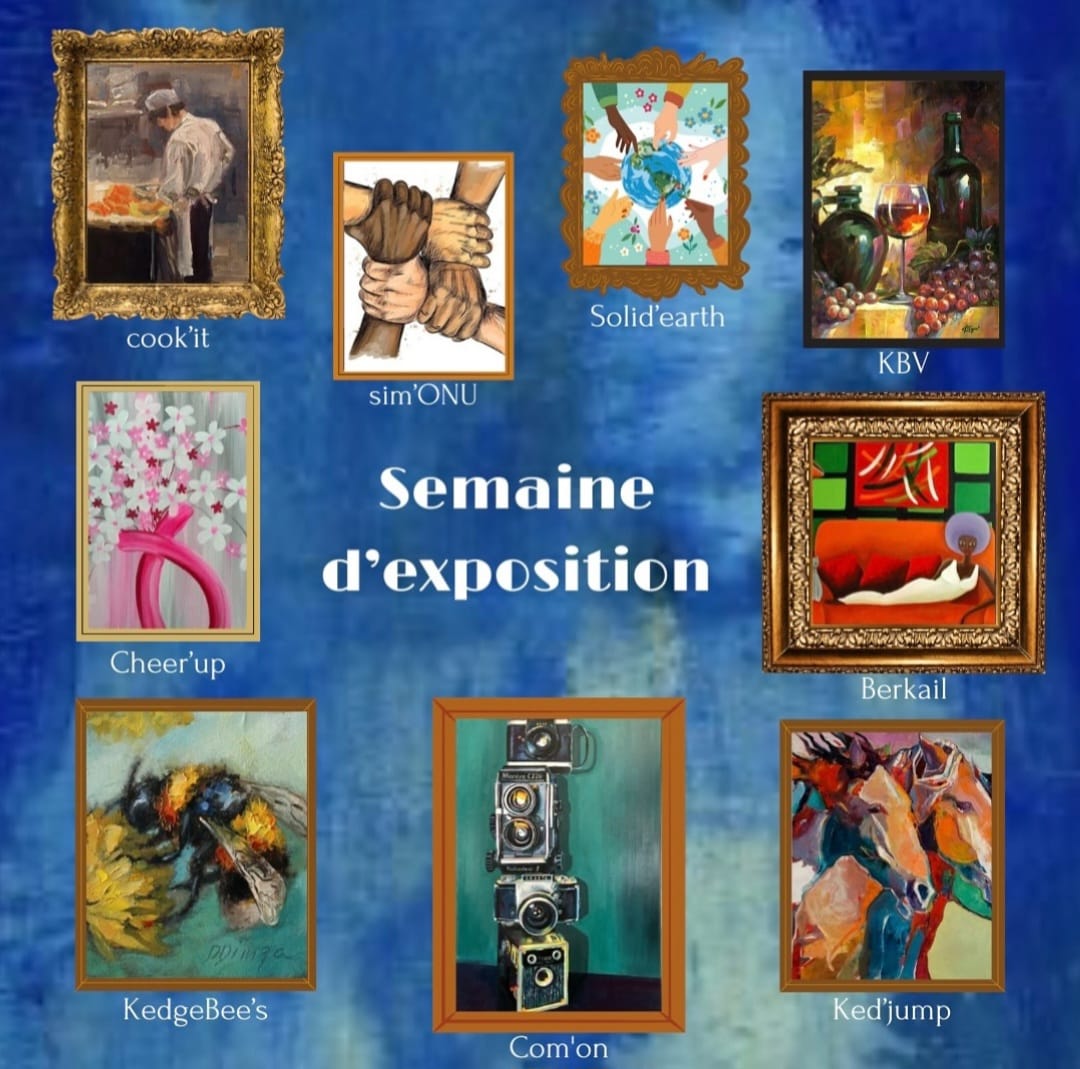 cook'it
sim'ONU
Solid'earth
KBV
Semaine
d'exposition
Cheer'up
Berkail
KedgeBee's
Com'on
Ked'jump